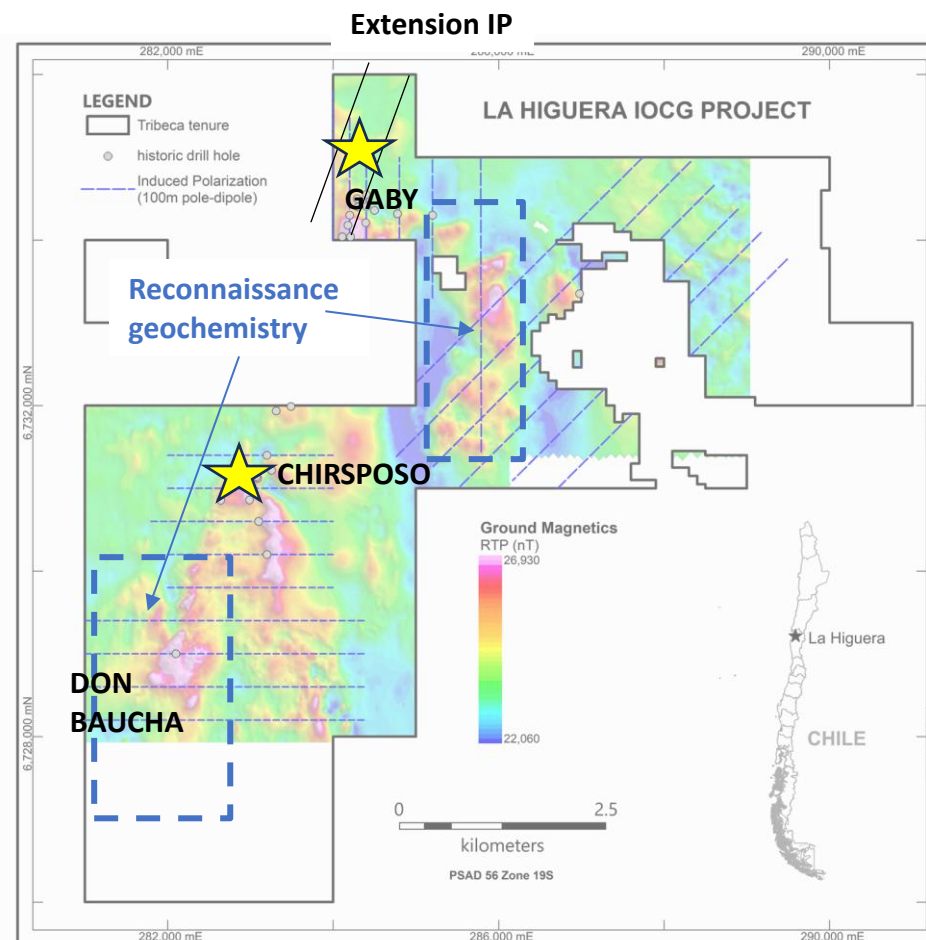 Extension IP
282,000 mE
286,000 mE
290,000 mE
LEGEND
Tribeca tenure
historic drill hole
Induced Polarization
(100m pole-dipole)
LA HIGUERA IOCG PROJECT
GABY
Reconnaissance
geochemistry
6,732,000 mN
CHIRSPOSO
Ground Magnetics
RTP (nT)
26,930
22,060
La Higuera
DON
BAUCHA
6,728,000 mN
CHILE
0
2.5
kilometers
PSAD 56 Zone 19S
282,000 mE
286,000 mE
290,000 mE